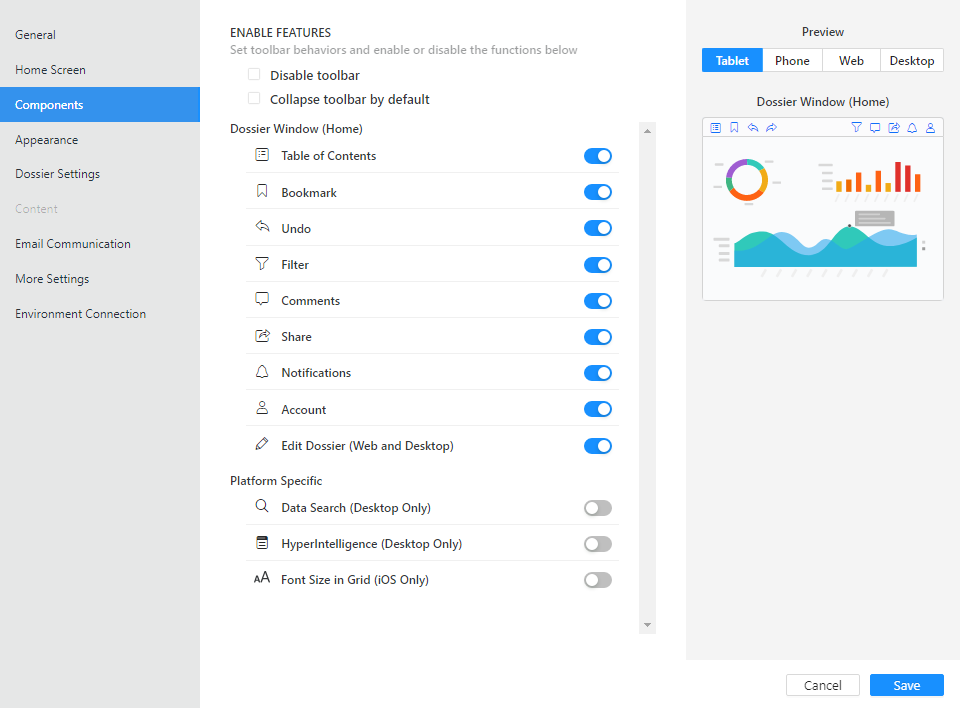 General
Home Screen
Components
Appearance
Dossier Settings
Content
Email Communication
More Settings
Environment Connection
ENABLE FEATURES
Set toolbar behaviors and enable or disable the functions below
Disable toolbar
Collapse toolbar by default
Dossier Window (Home)
Table of Contents
Bookmark
Undo
Filter
Comments
Share
Notifications
Account
Edit Dossier (Web and Desktop)
Platform Specific
Data Search (Desktop Only)
HyperIntelligence (Desktop Only)
AA Font Size in Grid (iOS Only)
Preview
Tablet Phone Web Desktop
Dossier Window (Home)
Cancel Save